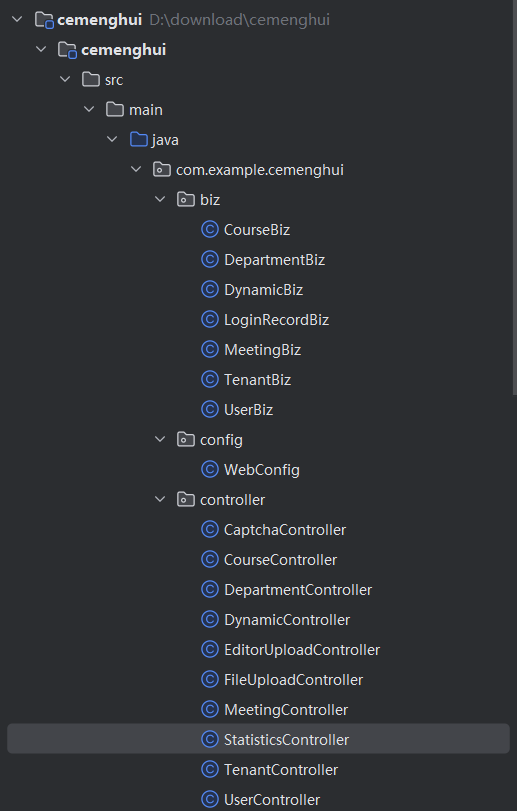 cemenghui D:\download\cemenghui
cemenghui
src
main
java
com.example.cemenghui
biz
CourseBiz
DepartmentBiz
DynamicBiz
LoginRecordBiz
MeetingBiz
TenantBiz
UserBiz
config
WebConfig
controller
CaptchaController
CourseController
DepartmentController
DynamicController
EditorUploadController
FileUploadController
MeetingController
StatisticsController
TenantController
UserController